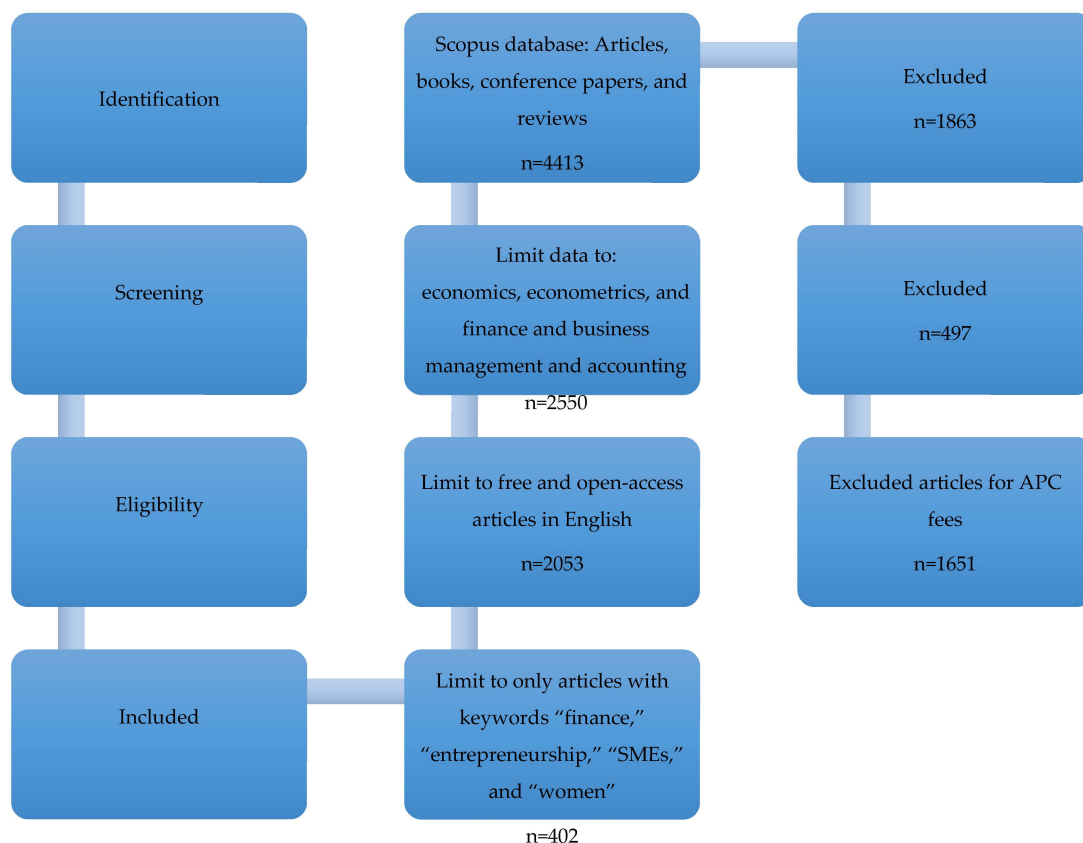 Identification
Scopus database: Articles,
books, conference papers, and
reviews
n=4413
Excluded
n=1863
Screening
Limit data to:
economics, econometrics, and
finance and business
management and accounting
n=2550
Excluded
n=497
Eligibility
Limit to free and open-access
articles in English
n=2053
Excluded articles for APC
fees
n=1651
Included
Limit to only articles with
keywords “finance,”
“entrepreneurship,” “SMEs,”
and “women”
n=402